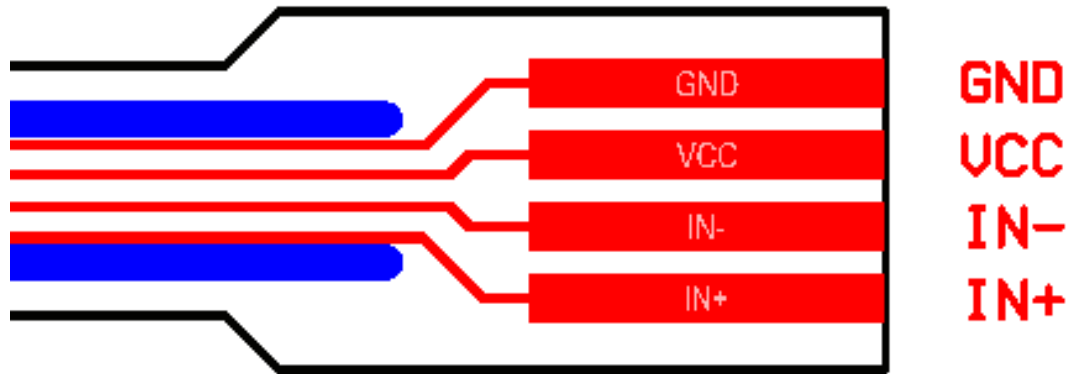 GND GND
VCC VCC
IN- IN-
IN+ IN+